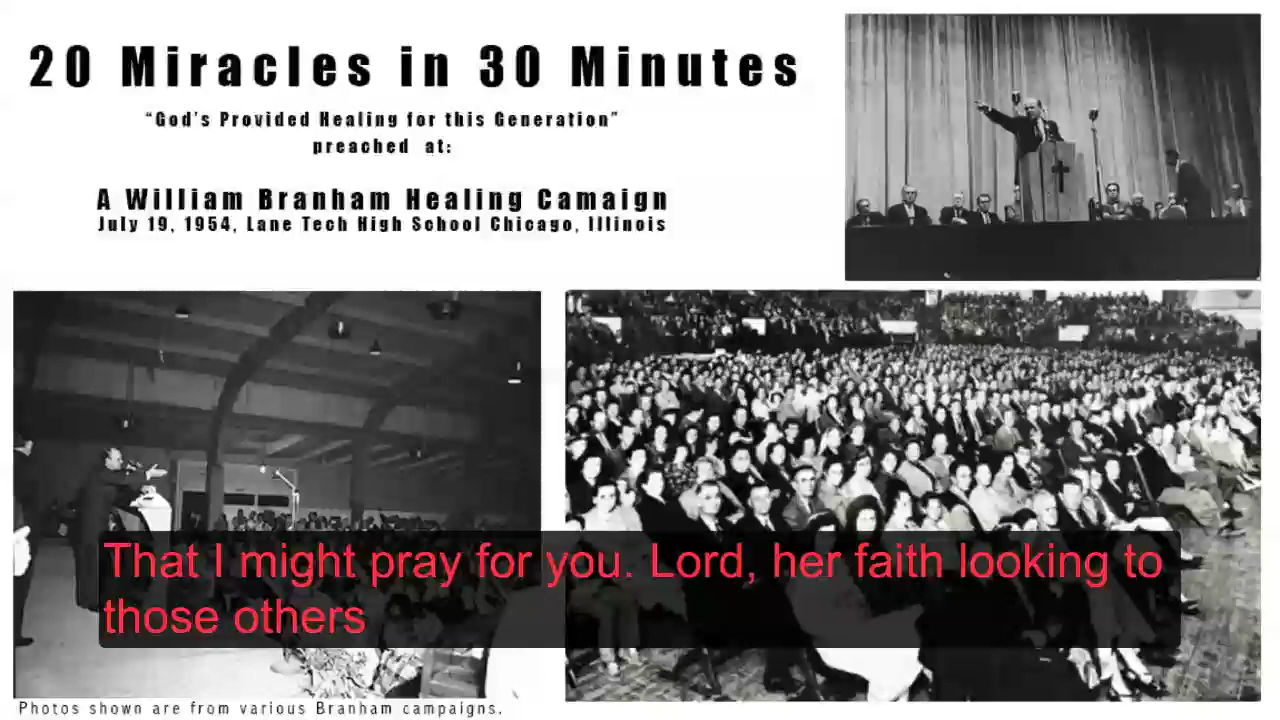 20 Miracles in 30 Minutes
"God's Provided Healing for this Generation"
preached at:
A William Branham Healing Camaign
July 19, 1954, Lane Tech High School Chicago, Illinois
That I might pray for you. Lord, her faith looking to
those others
Photos shown are from various Branham campaigns.